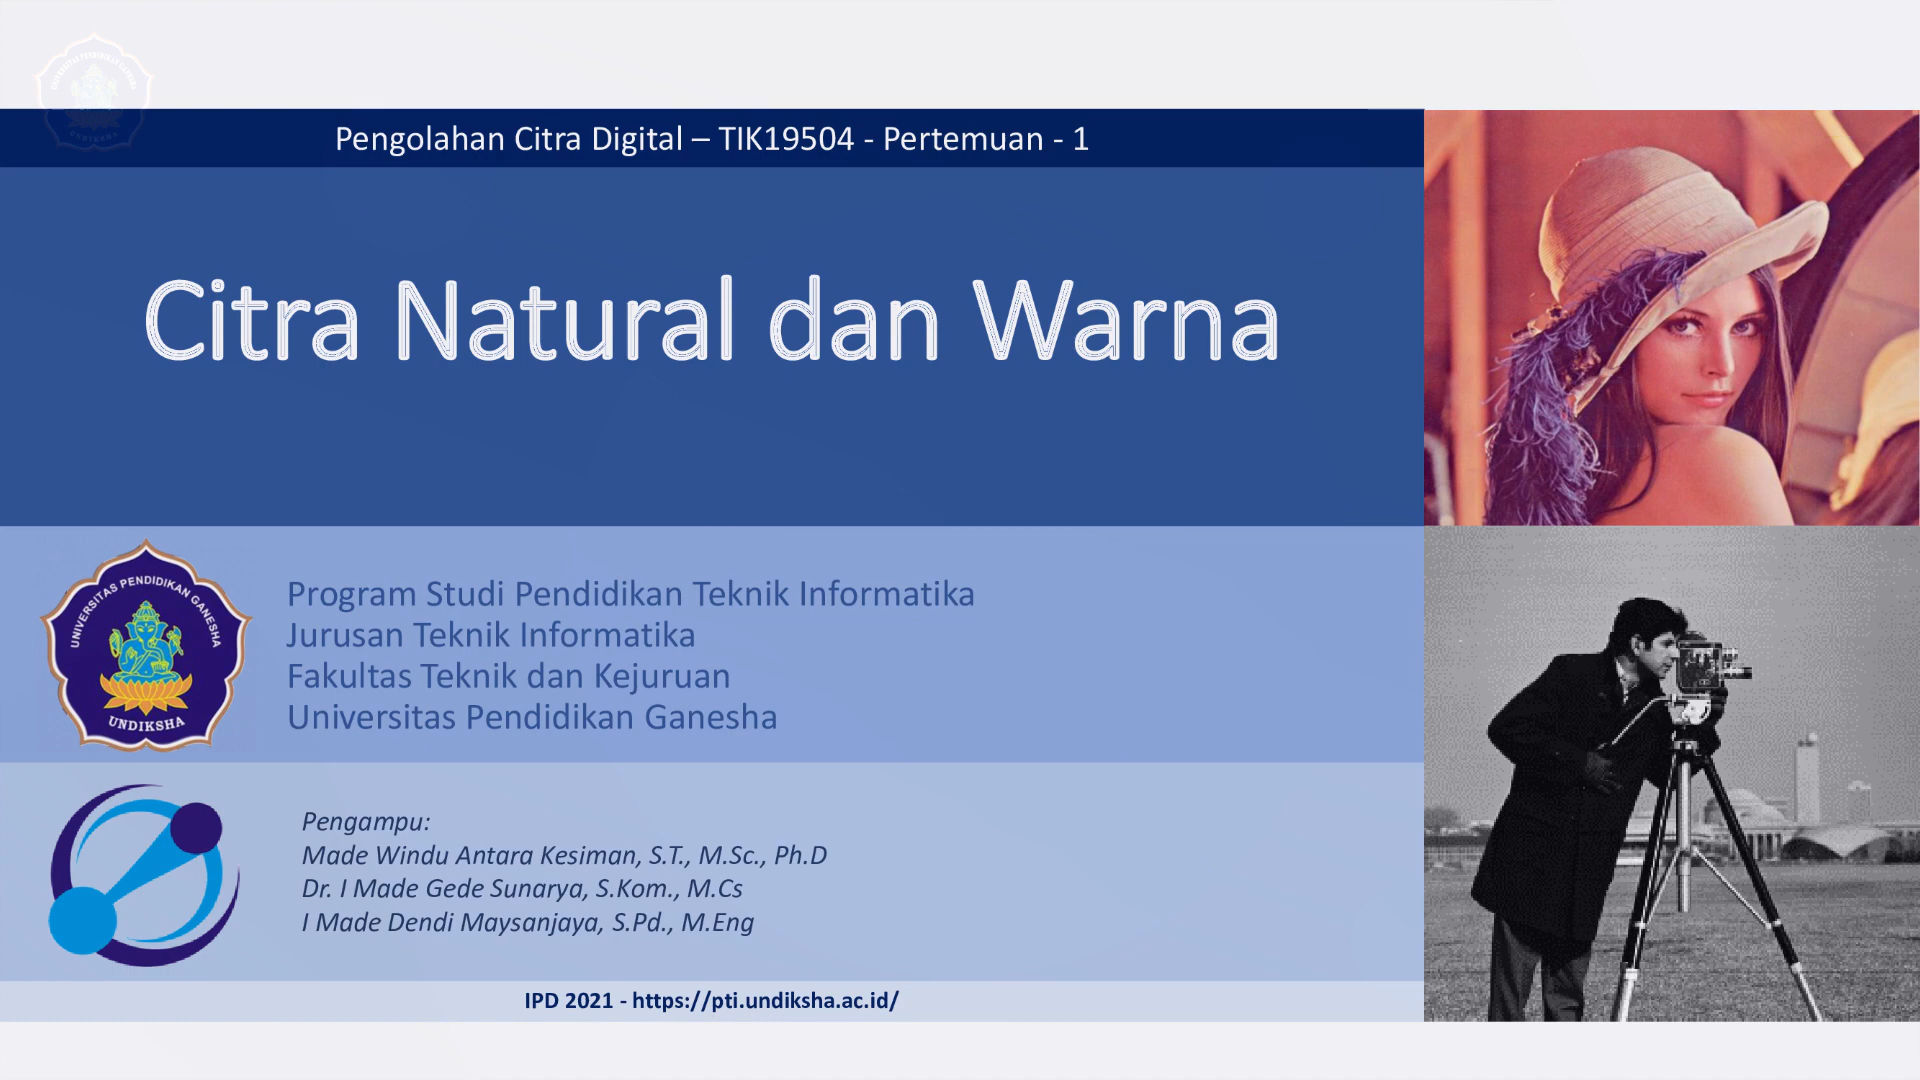 Pengolahan Citra Digital – TIK19504 - Pertemuan - 1
Citra Natural dan Warna
UNIVERSITAS PENDIDIKAN GANESHA
UNDIKSHA
Program Studi Pendidikan Teknik Informatika
Jurusan Teknik Informatika
Fakultas Teknik dan Kejuruan
Universitas Pendidikan Ganesha
Pengampu:
Made Windu Antara Kesiman, S.T., M.Sc., Ph.D
Dr. I Made Gede Sunarya, S.Kom., M.Cs
I Made Dendi Maysanjaya, S.Pd., M.Eng
IPD 2021 - https://pti.undiksha.ac.id/